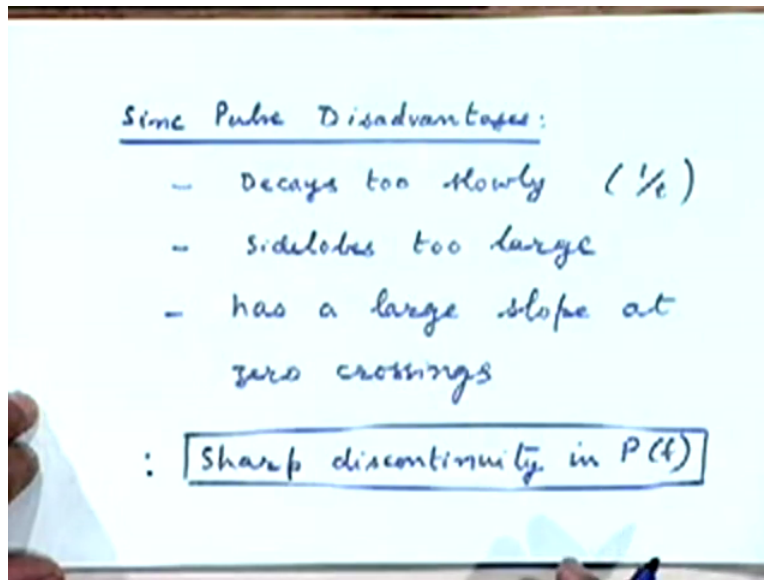 Sinc Pulse Disadvantages:
- Decays too slowly (1/t)
- Sidelobes too large
- has a large slope at
zero crossings
: Sharp discontinuity in P(f)